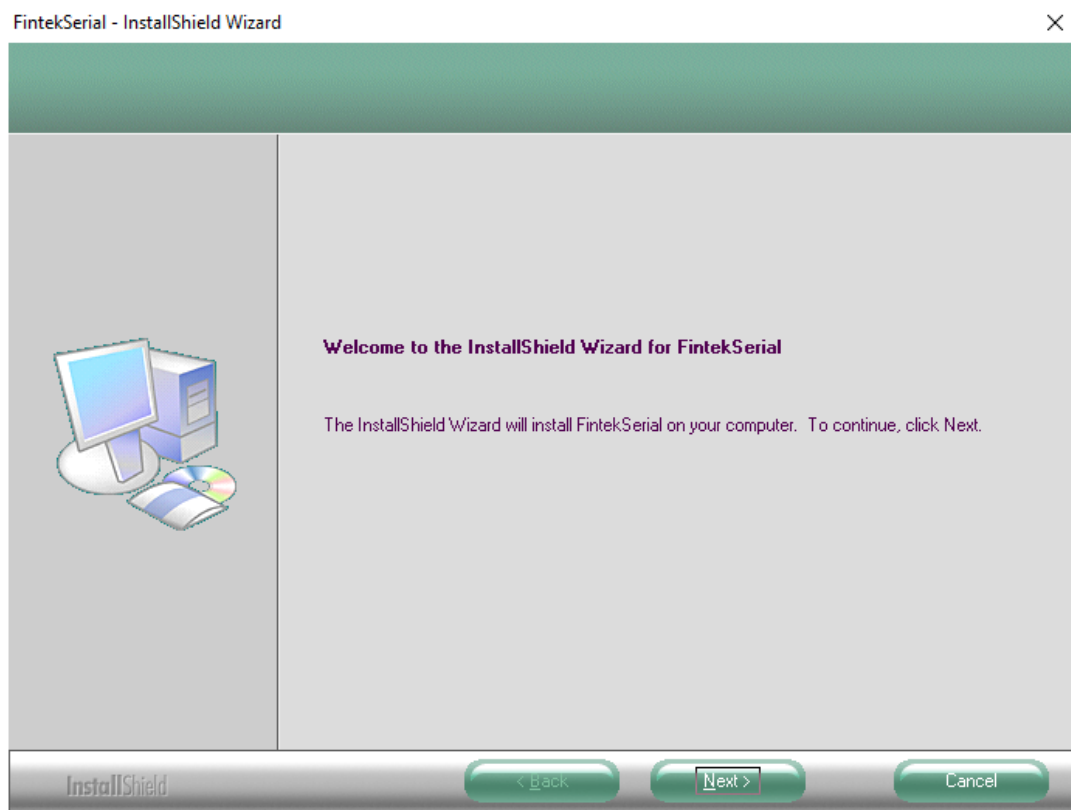 FintekSerial - InstallShield Wizard
Welcome to the InstallShield Wizard for FintekSerial
The InstallShield Wizard will install FintekSerial on your computer.  To continue, click Next.
InstallShield
< Back
Next >
Cancel